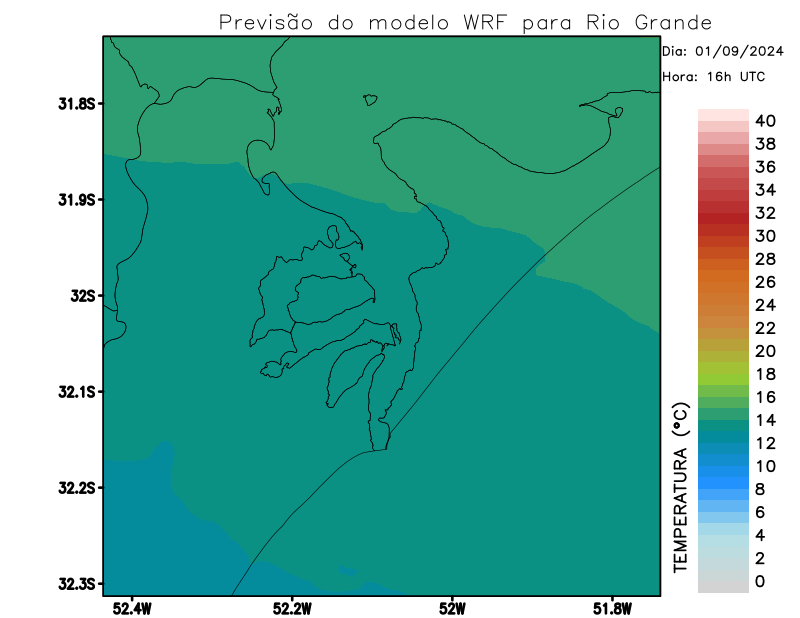 Previsão do modelo WRF para Rio Grande
Dia: 01/09/2024
Hora: 16h UTC
31.8S
31.9S
32S
32.1S
32.2S
32.3S
52.4W
52.2W
52W
51.8W
TEMPERATURA (°C)
40
38
36
34
32
30
28
26
24
22
20
18
16
14
12
10
8
6
4
2
0